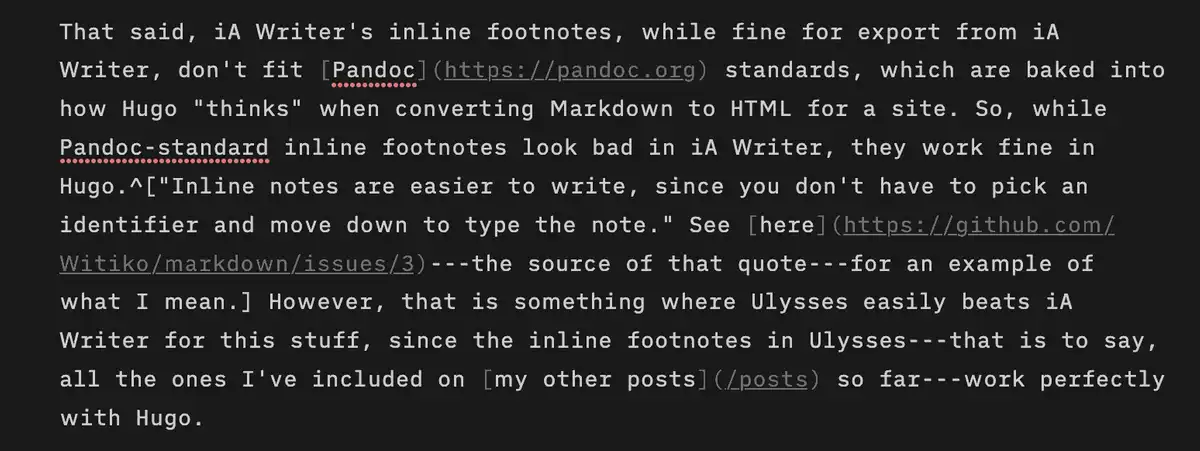 That said, iA Writer's inline footnotes, while fine for export from iA
Writer, don't fit [Pandoc](https://pandoc.org) standards, which are baked into
how Hugo "thinks" when converting Markdown to HTML for a site. So, while
Pandoc-standard inline footnotes look bad in iA Writer, they work fine in
Hugo.^["Inline notes are easier to write, since you don't have to pick an
identifier and move down to type the note." See [here](https://github.com/
Witiko/markdown/issues/3)---the source of that quote---for an example of
what I mean.] However, that is something where Ulysses easily beats iA
Writer for this stuff, since the inline footnotes in Ulysses---that is to say,
all the ones I've included on [my other posts](/posts) so far---work perfectly
with Hugo.